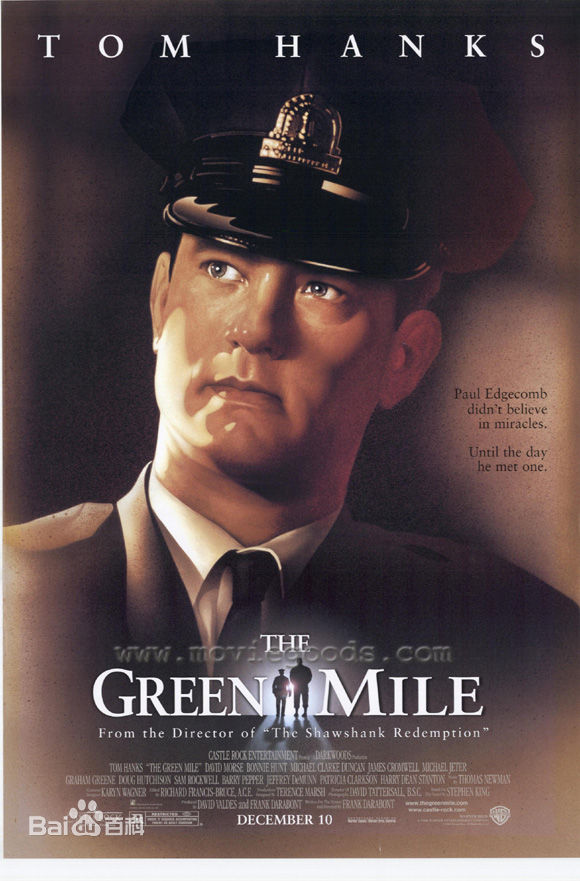 TOM HANKS
Paul Edgecomb
didn't believe
in miracles.
Until the day
he met one.
www.moviegoods.com
THE
GREEN MILE
From the Director of "The Shawshank Redemption"
CASTLE ROCK ENTERTAINMENT DARKWOODS
TOM HANKS "THE GREEN MILE" DAVID MORSE BONNIE HUNT MICHAEL CLARKE DUNCAN JAMES CROMWELL MICHAEL JETER
GRAHAM GREENE DOUG HUTCHISON SAM ROCKWELL BARRY PEPPER JEFFREY DeMUNN PATRICIA CLARKSON HARRY DEAN STANTON THOMAS NEWMAN
KARYN WAGNER RICHARD FRANCIS-BRUCE, A.C.E. TERENCE MARSH DAVID TATTERSALL, B.S.C. STEPHEN KING
DAVID VALDES and FRANK DARABONT FRANK DARABONT
www.thegreenmile.com
www.castle-rock.com
R RESTRICTED
DECEMBER 10
Bai du 百科